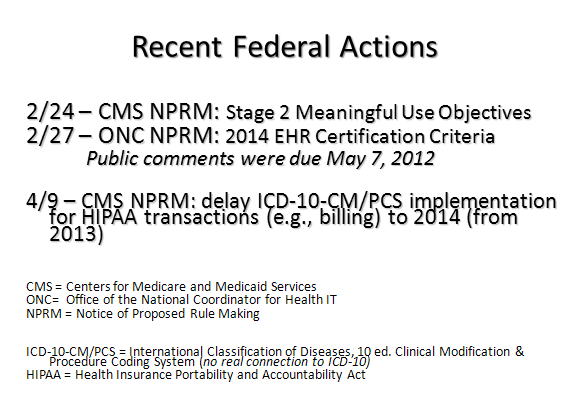 Recent Federal Actions
2/24 – CMS NPRM: Stage 2 Meaningful Use Objectives
2/27 – ONC NPRM: 2014 EHR Certification Criteria
Public comments were due May 7, 2012
4/9 – CMS NPRM: delay ICD-10-CM/PCS implementation
for HIPAA transactions (e.g., billing) to 2014 (from
2013)
CMS = Centers for Medicare and Medicaid Services
ONC= Office of the National Coordinator for Health IT
NPRM = Notice of Proposed Rule Making
ICD-10-CM/PCS = International Classification of Diseases, 10 ed. Clinical Modification &
Procedure Coding System (no real connection to ICD-10)
HIPAA = Health Insurance Portability and Accountability Act